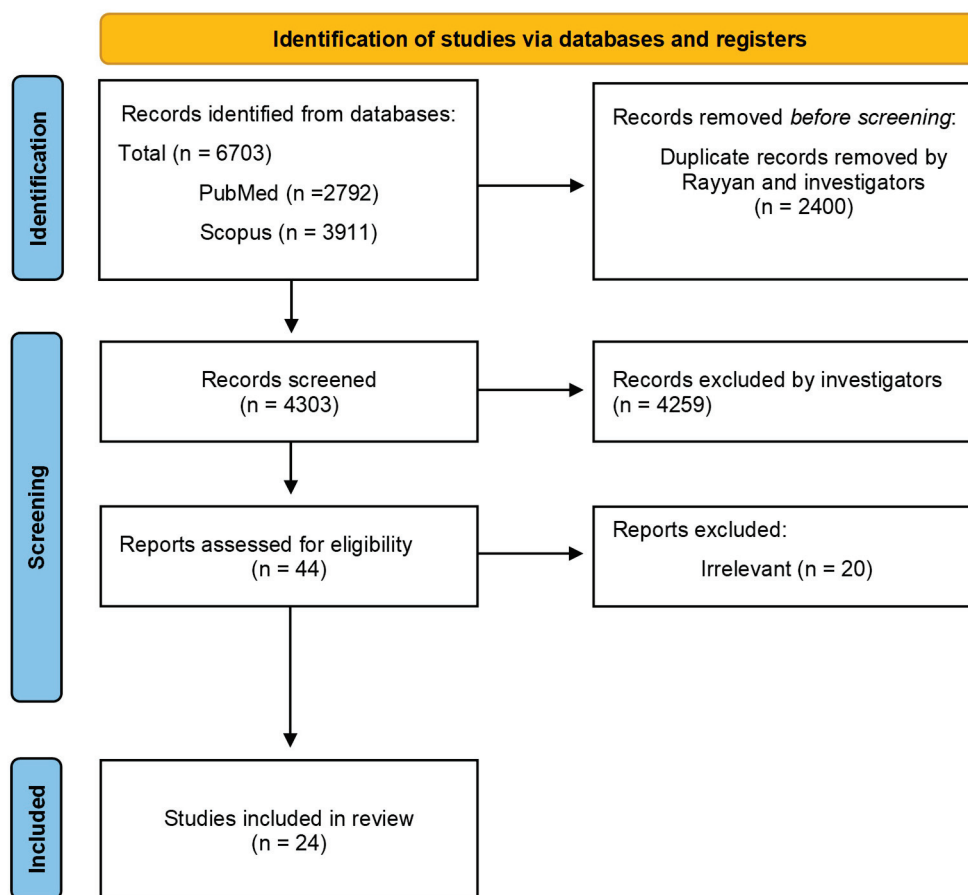 Identification of studies via databases and registers
Identification
Records identified from databases:
Total (n = 6703)
PubMed (n =2792)
Scopus (n = 3911)
Records removed before screening:
Duplicate records removed by
Rayyan and investigators
(n = 2400)
Screening
Records screened
(n = 4303)
Records excluded by investigators
(n = 4259)
Reports assessed for eligibility
(n = 44)
Reports excluded:
Irrelevant (n = 20)
Included
Studies included in review
(n = 24)